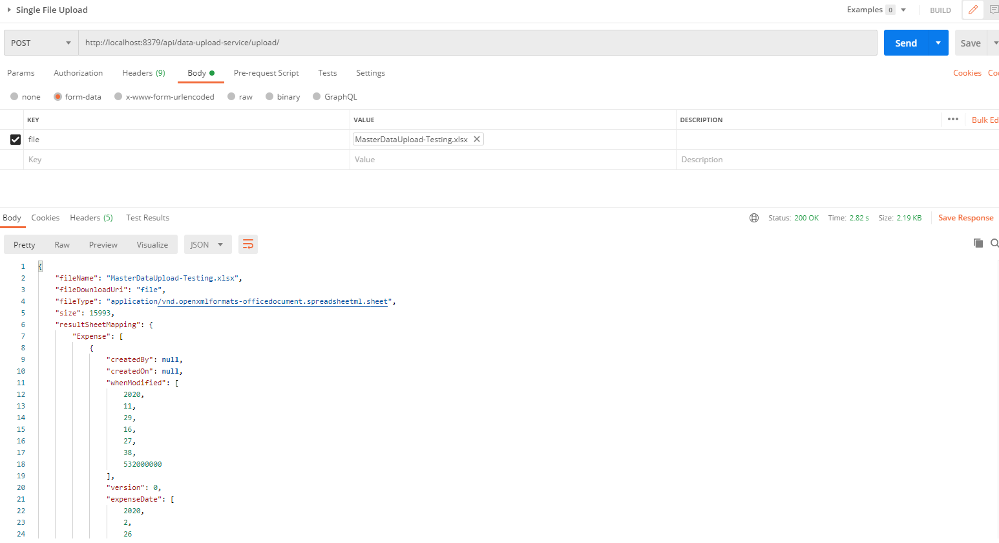 Single File Upload Examples 0 BUILD
POST http://localhost:8379/api/data-upload-service/upload/ Send Save
Params Authorization Headers (9) Body Pre-request Script Tests Settings Cookies Co
none form-data x-www-form-urlencoded raw binary GraphQL
KEY VALUE DESCRIPTION ••• Bulk Ed
file MasterDataUpload-Testing.xlsx
Key Value Description
Body Cookies Headers (5) Test Results Status: 200 OK Time: 2.82 s Size: 2.19 KB Save Response
Pretty Raw Preview Visualize JSON
1 {
2 "fileName": "MasterDataUpload-Testing.xlsx",
3 "fileDownloadUri": "file",
4 "fileType": "application/vnd.openxmlformats-officedocument.spreadsheetml.sheet",
5 "size": 15993,
6 "resultSheetMapping": {
7 "Expense": [
8 {
9 "createdBy": null,
10 "createdOn": null,
11 "whenModified": [
12 2020,
13 11,
14 29,
15 16,
16 27,
17 38,
18 532000000
19 ],
20 "version": 0,
21 "expenseDate": [
22 2020,
23 2,
24 26